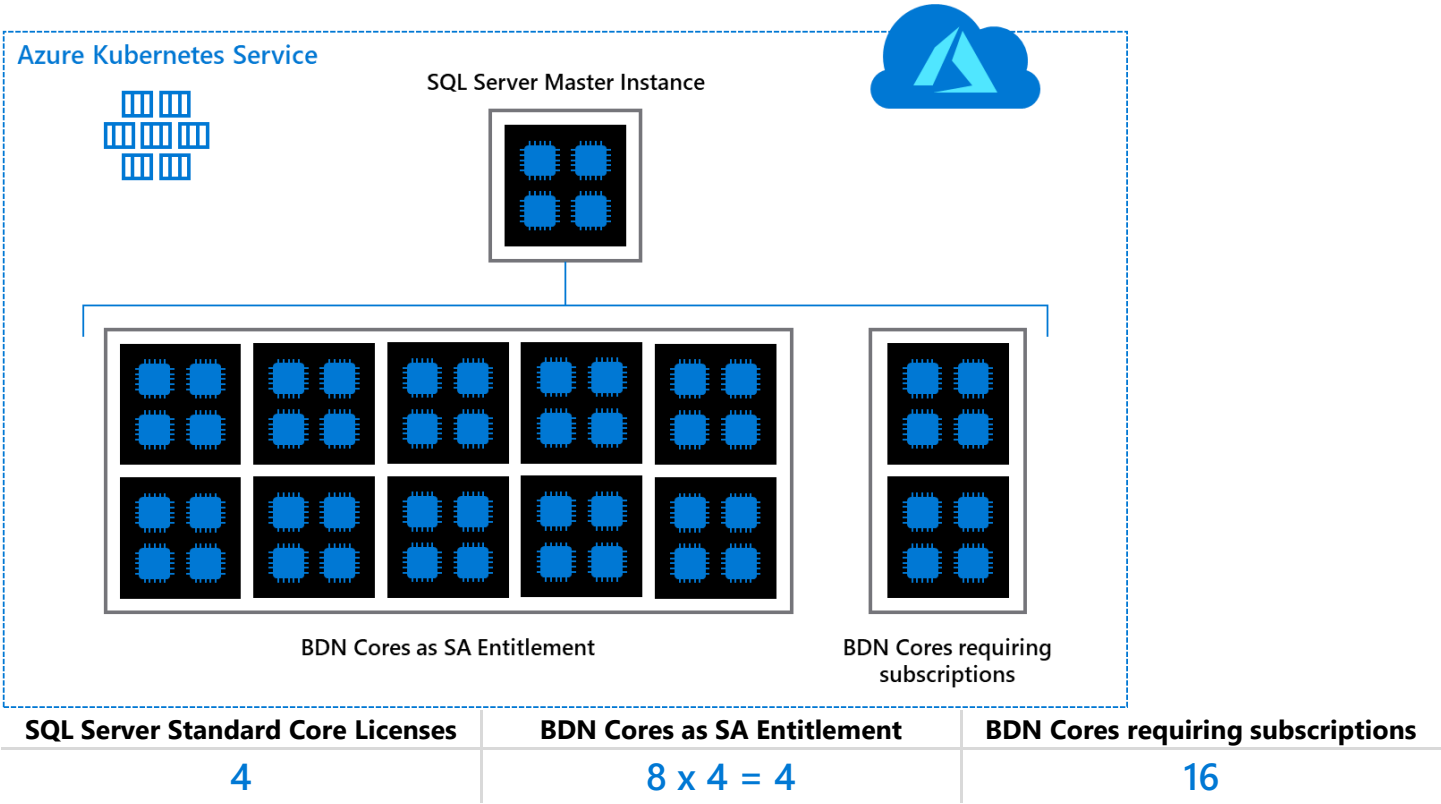 Azure Kubernetes Service
SQL Server Master Instance
BDN Cores as SA Entitlement
BDN Cores requiring
subscriptions
SQL Server Standard Core Licenses
BDN Cores as SA Entitlement
BDN Cores requiring subscriptions
4
8 x 4 = 4
16